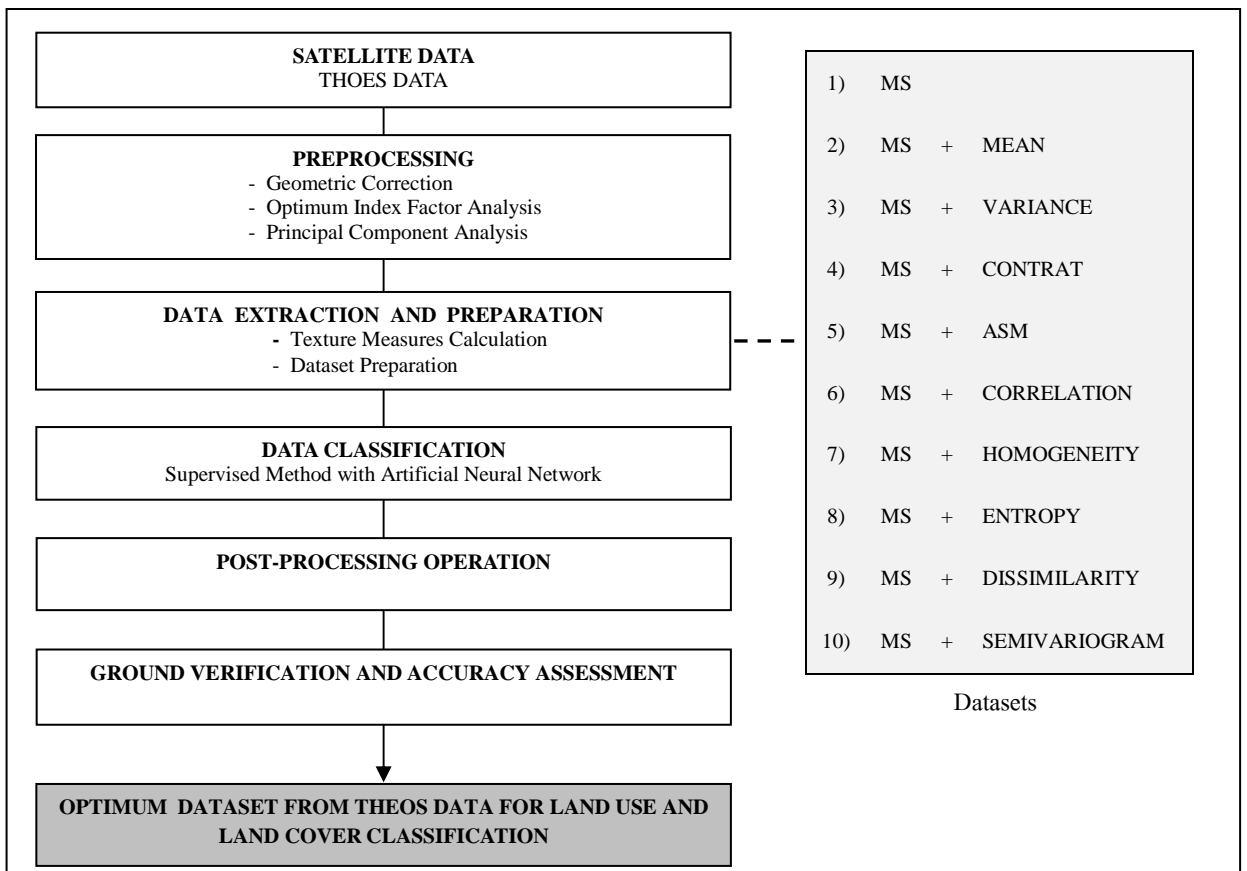 SATELLITE DATA
THOES DATA
PREPROCESSING
- Geometric Correction
- Optimum Index Factor Analysis
- Principal Component Analysis
DATA EXTRACTION AND PREPARATION
- Texture Measures Calculation
- Dataset Preparation
DATA CLASSIFICATION
Supervised Method with Artificial Neural Network
POST-PROCESSING OPERATION
GROUND VERIFICATION AND ACCURACY ASSESSMENT
OPTIMUM DATASET FROM THEOS DATA FOR LAND USE AND
LAND COVER CLASSIFICATION
1) MS
2) MS + MEAN
3) MS + VARIANCE
4) MS + CONTRAT
5) MS + ASM
6) MS + CORRELATION
7) MS + HOMOGENEITY
8) MS + ENTROPY
9) MS + DISSIMILARITY
10) MS + SEMIVARIOGRAM
Datasets